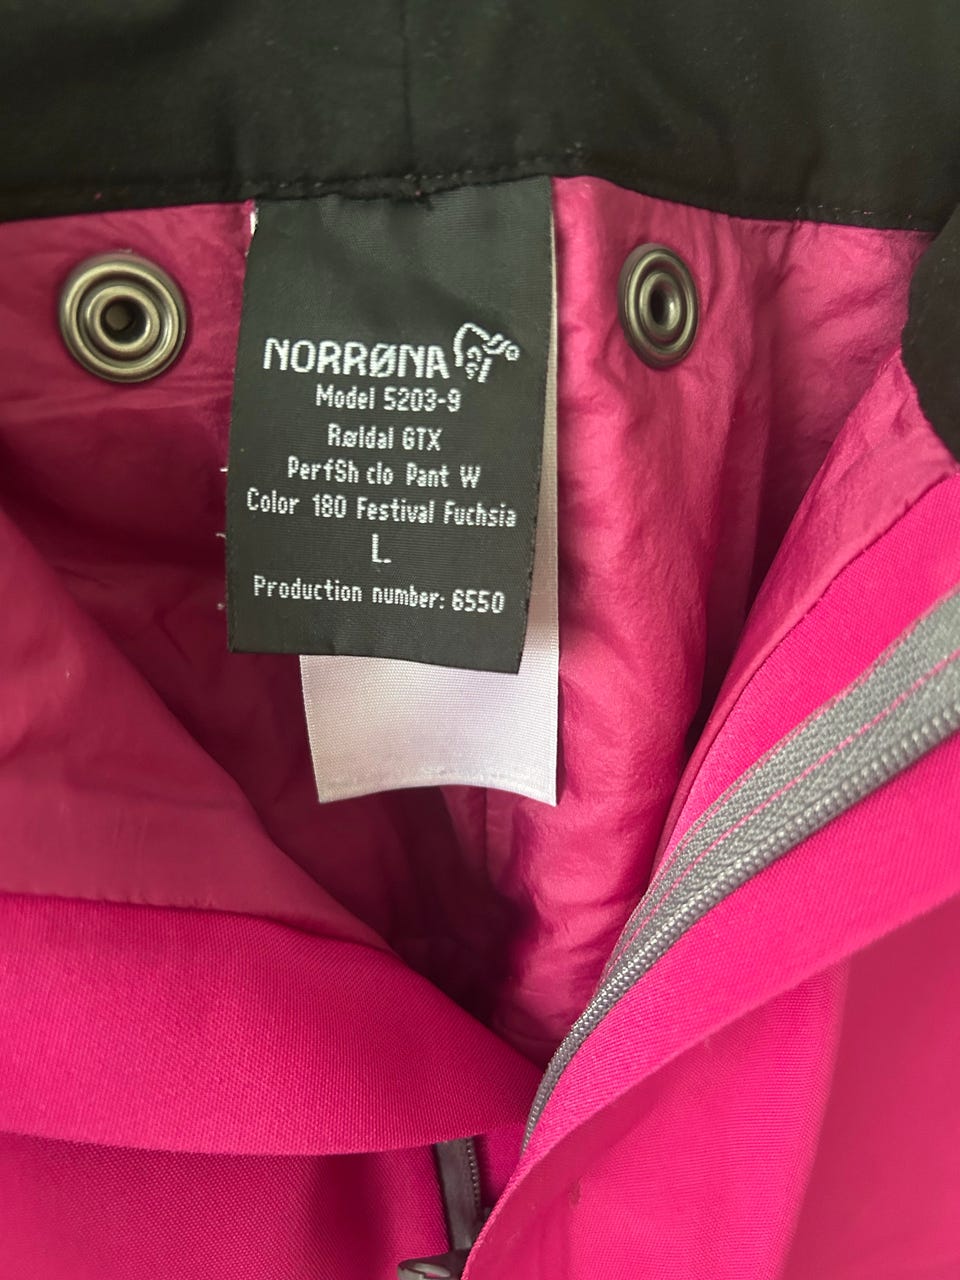 NORRØNA
Model 5203-9
Røldal GTX
PerfSh clo Pant W
Color 180 Festival Fuchsia
L
Production number: 6550